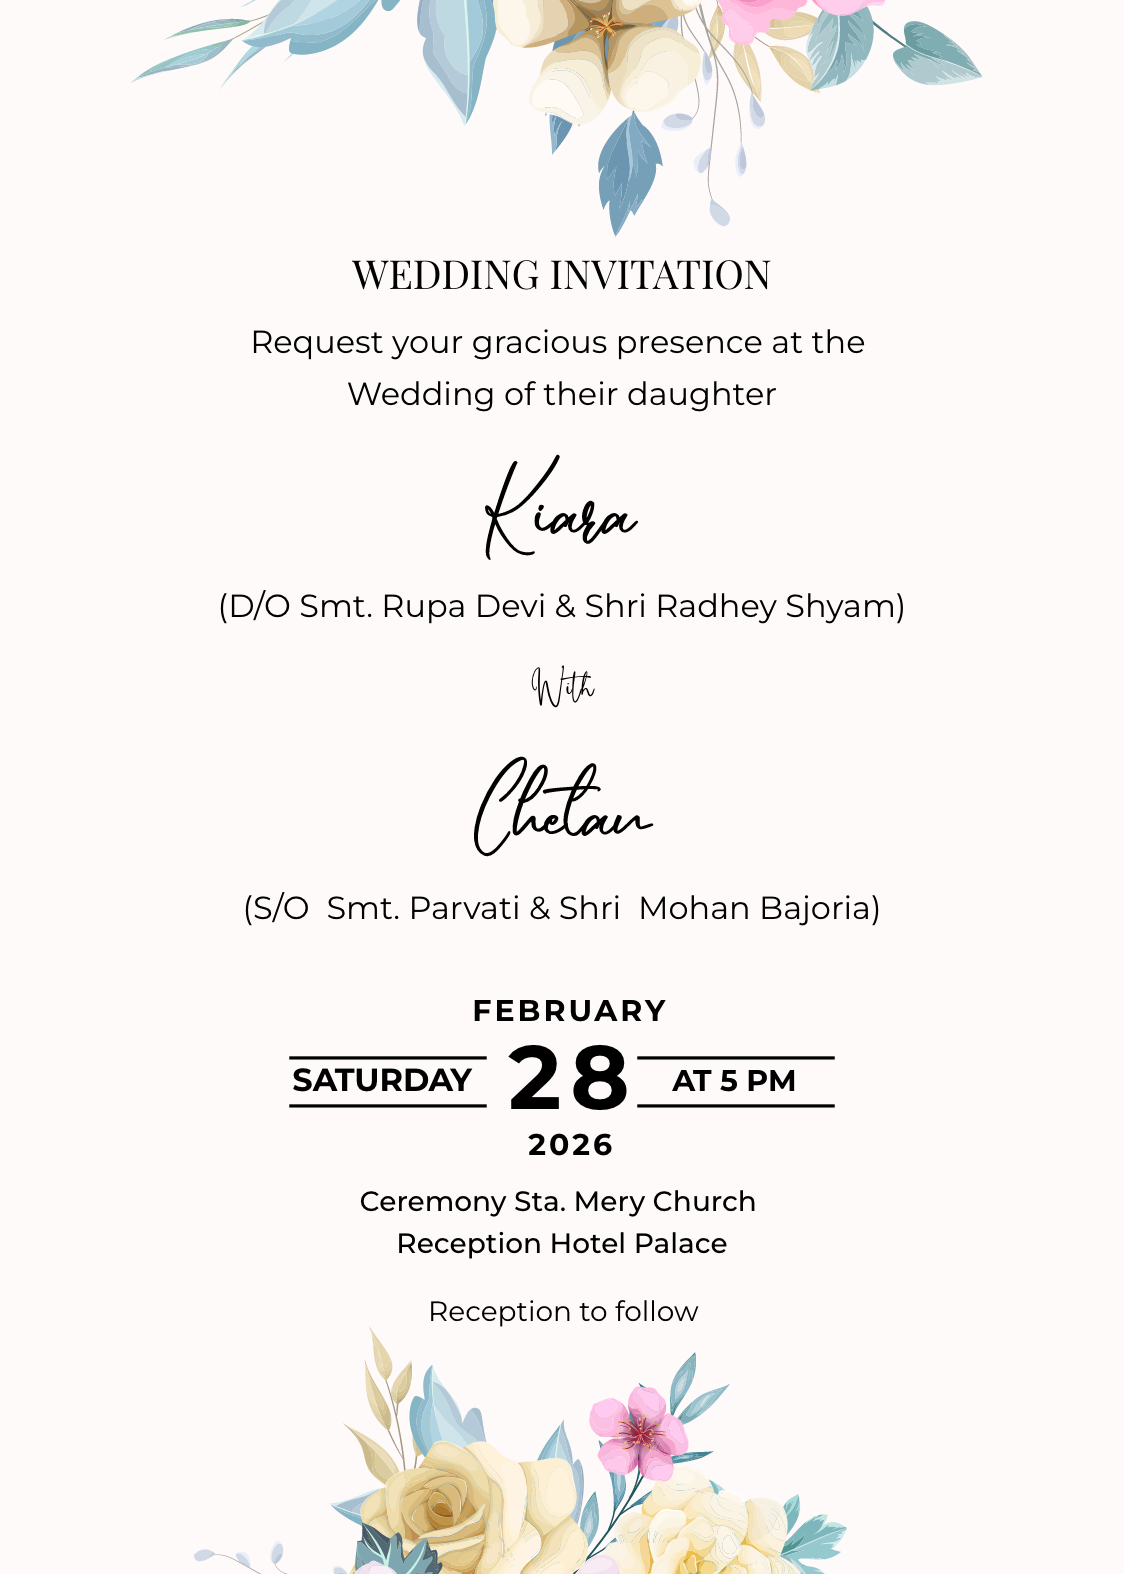 WEDDING INVITATION
Request your gracious presence at the
Wedding of their daughter
Kiara
(D/O Smt. Rupa Devi & Shri Radhey Shyam)
With
Chetan
(S/O  Smt. Parvati & Shri  Mohan Bajoria)
FEBRUARY
SATURDAY 28 AT 5 PM
2026
Ceremony Sta. Mery Church
Reception Hotel Palace
Reception to follow